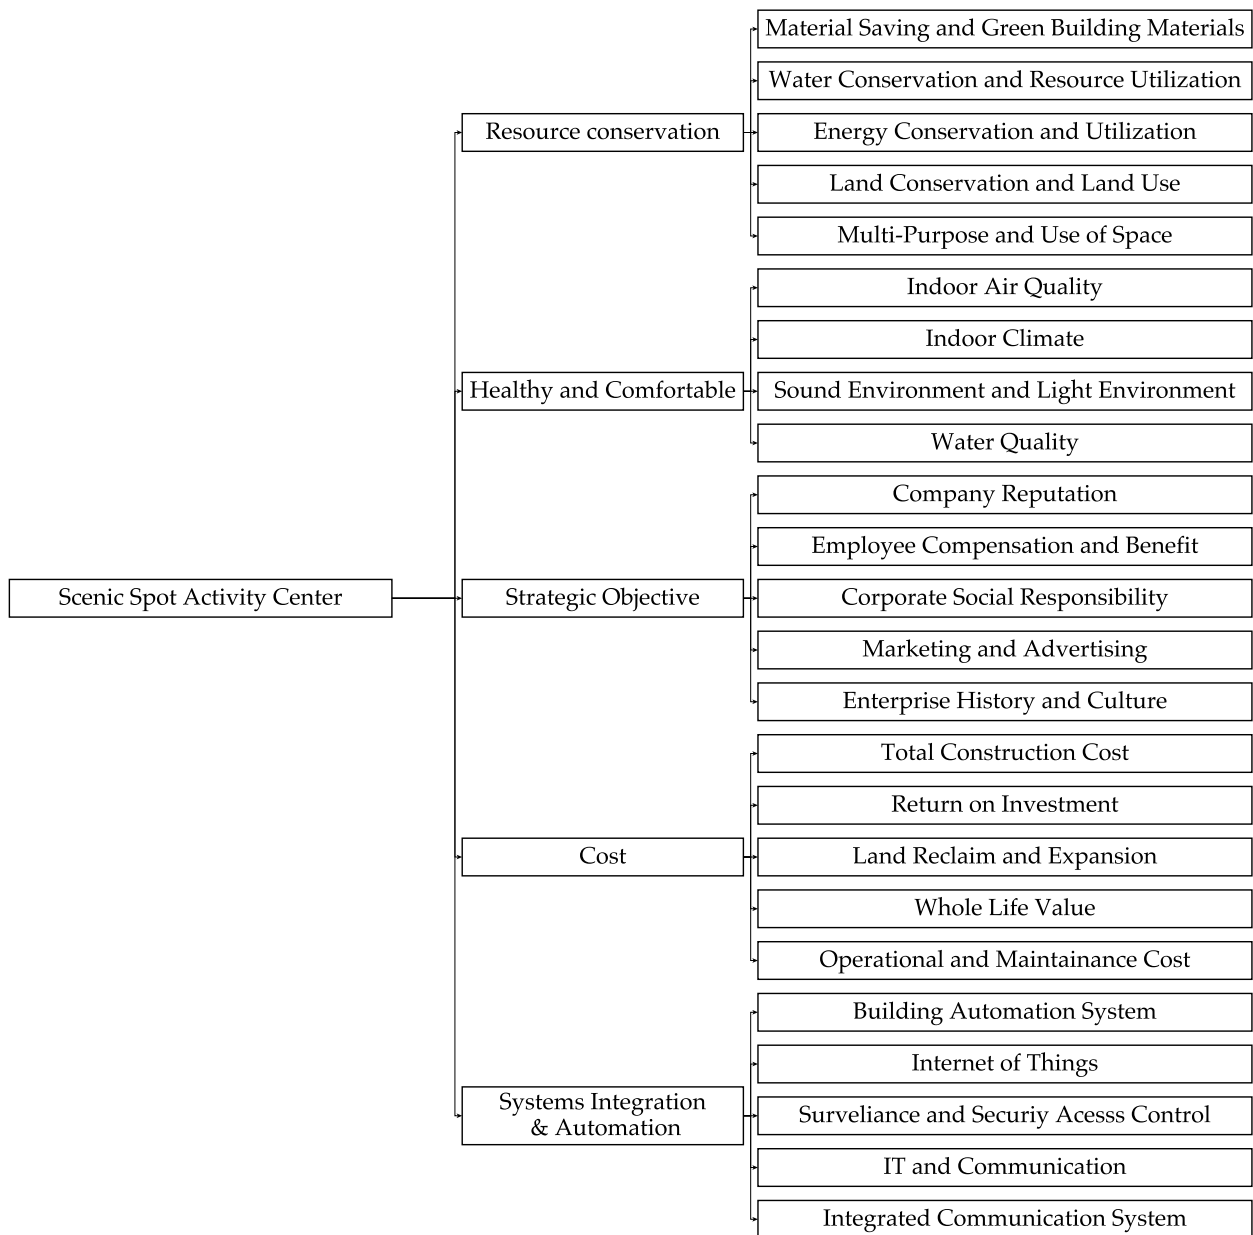 Scenic Spot Activity Center
Resource conservation
Material Saving and Green Building Materials
Water Conservation and Resource Utilization
Energy Conservation and Utilization
Land Conservation and Land Use
Multi-Purpose and Use of Space
Healthy and Comfortable
Indoor Air Quality
Indoor Climate
Sound Environment and Light Environment
Water Quality
Strategic Objective
Company Reputation
Employee Compensation and Benefit
Corporate Social Responsibility
Marketing and Advertising
Enterprise History and Culture
Cost
Total Construction Cost
Return on Investment
Land Reclaim and Expansion
Whole Life Value
Operational and Maintainance Cost
Systems Integration
& Automation
Building Automation System
Internet of Things
Surveliance and Securiy Acesss Control
IT and Communication
Integrated Communication System